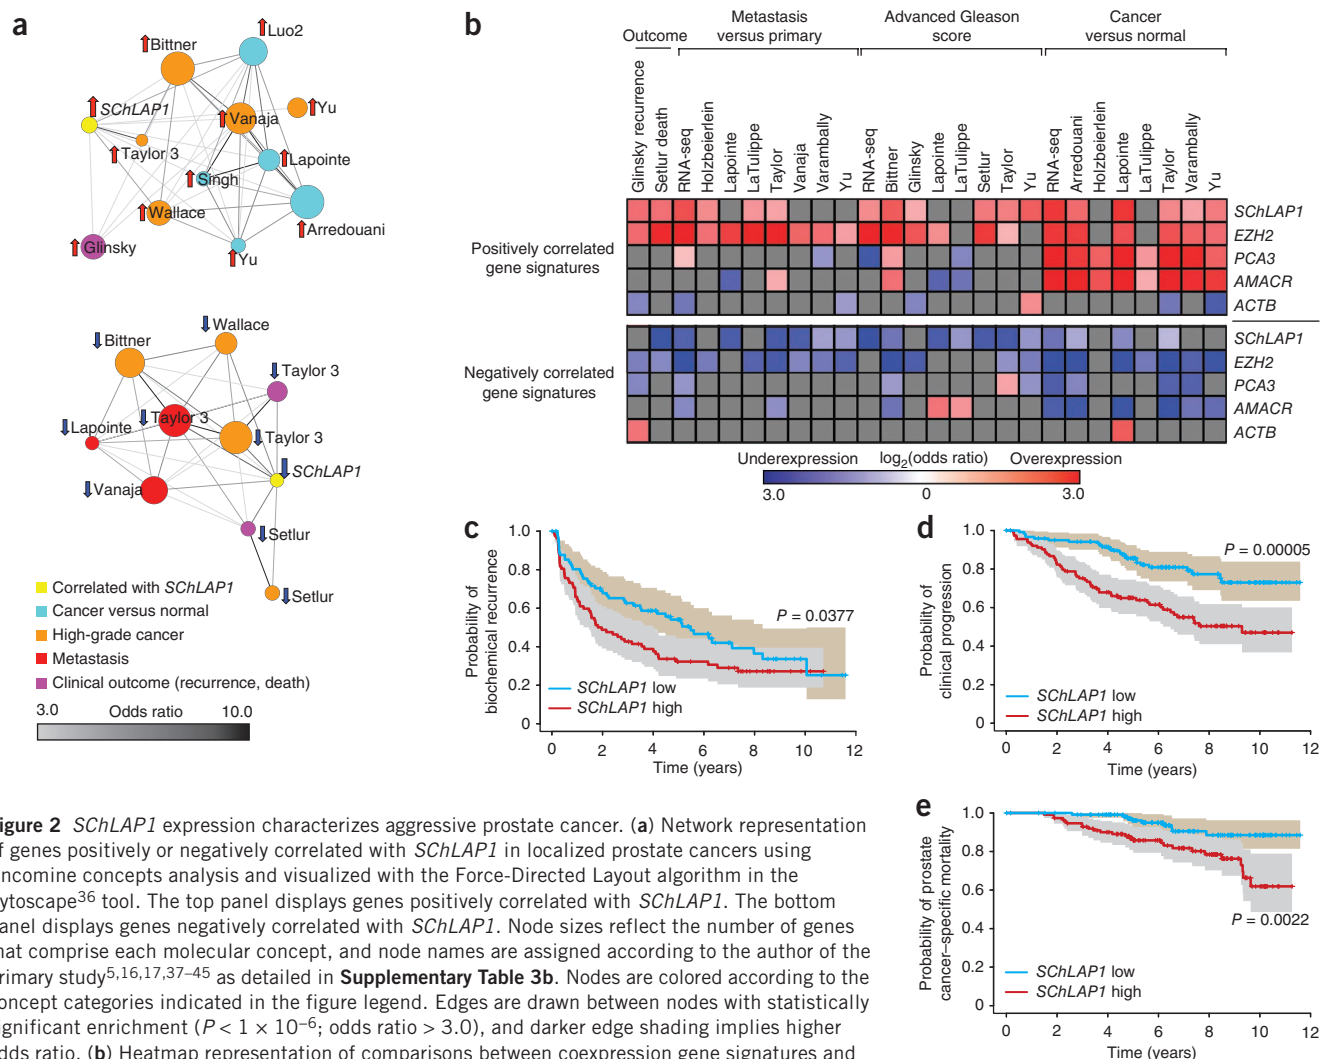 a
Luo2
Bittner
SChLAP1
Yu
Vanaja
Taylor 3
Lapointe
Singh
Wallace
Arredouani
Glinsky
Yu
Wallace
Bittner
Taylor 3
Taylor 3
Lapointe
Taylor 3
SChLAP1
Vanaja
Setlur
Setlur
Correlated with SChLAP1
Cancer versus normal
High-grade cancer
Metastasis
Clinical outcome (recurrence, death)
3.0 Odds ratio 10.0
b
Outcome
Metastasis
versus primary
Advanced Gleason
score
Cancer
versus normal
Glinsky recurrence
Setlur death
RNA-seq
Holzbeierlein
Lapointe
LaTulippe
Taylor
Vanaja
Varambally
Yu
RNA-seq
Bittner
Glinsky
Lapointe
LaTulippe
Setlur
Taylor
Yu
RNA-seq
Arredouani
Holzbeierlein
Lapointe
LaTulippe
Taylor
Varambally
Yu
Positively correlated
gene signatures
SChLAP1
EZH2
PCA3
AMACR
ACTB
Negatively correlated
gene signatures
SChLAP1
EZH2
PCA3
AMACR
ACTB
Underexpression log2(odds ratio) Overexpression
3.0 0 3.0
c
Probability of
biochemical recurrence
1.0
0.8
0.6
0.4
0.2
0
P = 0.0377
SChLAP1 low
SChLAP1 high
0 2 4 6 8 10 12
Time (years)
d
Probability of
clinical progression
1.0
0.8
0.6
0.4
0.2
0
P = 0.00005
SChLAP1 low
SChLAP1 high
0 2 4 6 8 10 12
Time (years)
e
Probability of prostate
cancer–specific mortality
1.0
0.8
0.6
0.4
0.2
0
P = 0.0022
SChLAP1 low
SChLAP1 high
0 2 4 6 8 10 12
Time (years)
igure 2 SChLAP1 expression characterizes aggressive prostate cancer. (a) Network representation
f genes positively or negatively correlated with SChLAP1 in localized prostate cancers using
ncomine concepts analysis and visualized with the Force-Directed Layout algorithm in the
ytoscape36 tool. The top panel displays genes positively correlated with SChLAP1. The bottom
anel displays genes negatively correlated with SChLAP1. Node sizes reflect the number of genes
hat comprise each molecular concept, and node names are assigned according to the author of the
rimary study5,16,17,37–45 as detailed in Supplementary Table 3b. Nodes are colored according to the
oncept categories indicated in the figure legend. Edges are drawn between nodes with statistically
ignificant enrichment (P < 1 × 10–6; odds ratio > 3.0), and darker edge shading implies higher
dds ratio. (b) Heatmap representation of comparisons between coexpression gene signatures and